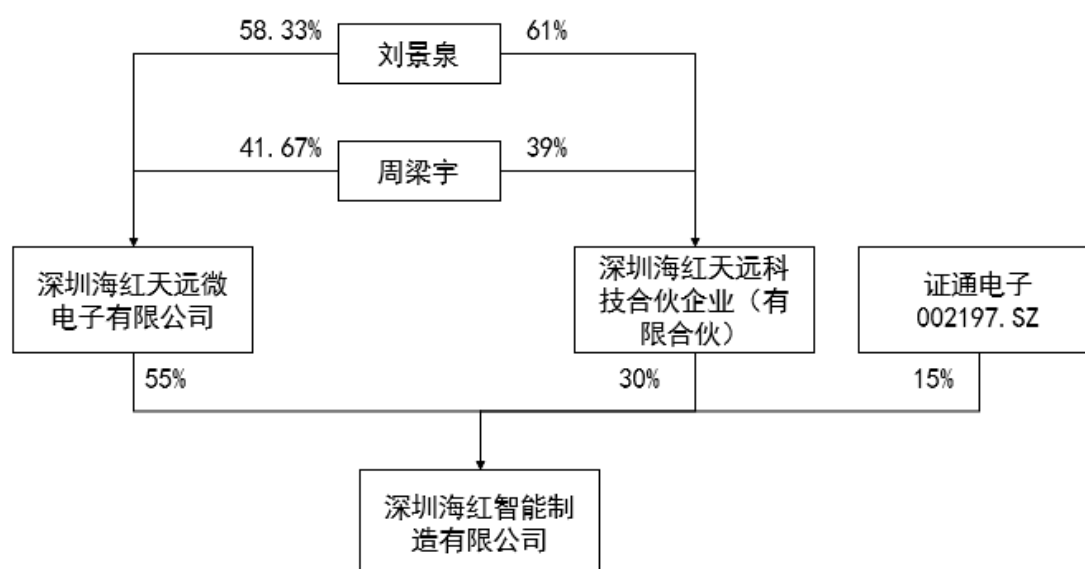 58.33%
刘景泉
61%
41.67%
周梁宇
39%
深圳海红天远微
电子有限公司
深圳海红天远科
技合伙企业（有
限合伙）
证通电子
002197.SZ
55%
30%
15%
深圳海红智能制
造有限公司